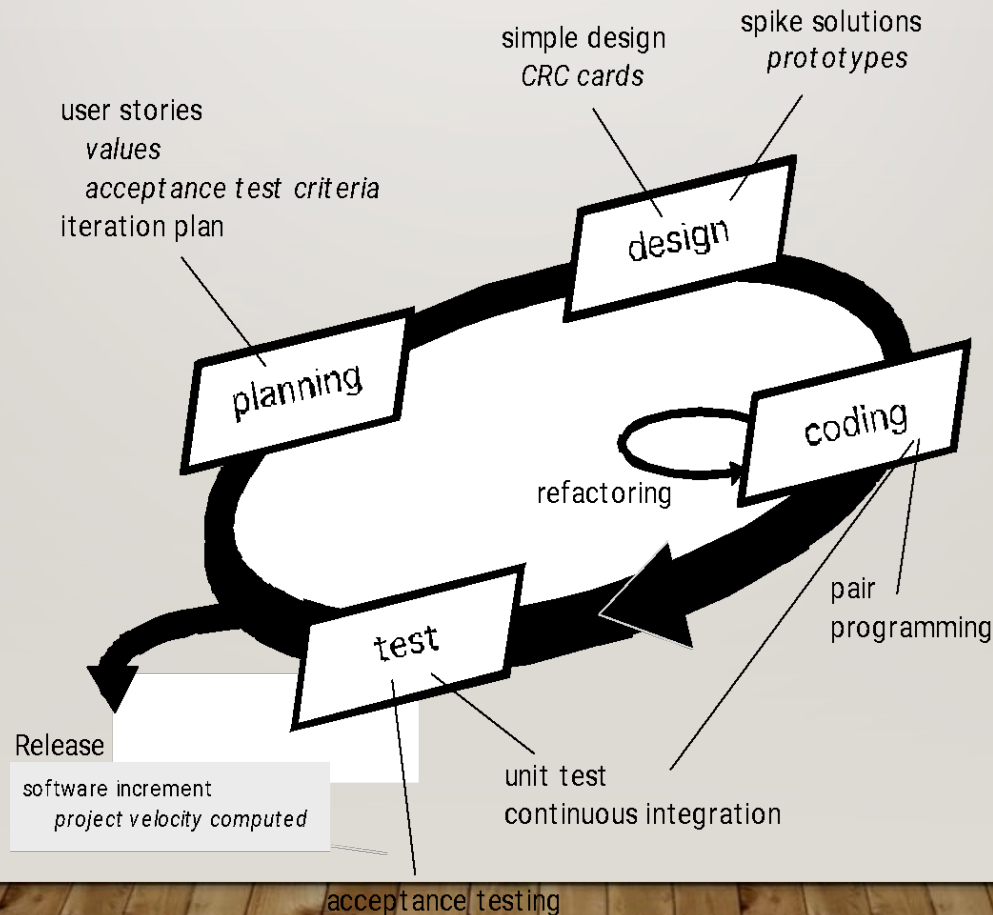 spike solutions
prototypes
simple design
CRC cards
user stories
values
acceptance test criteria
iteration plan
design
planning
coding
refactoring
pair
programming
test
Release
software increment
project velocity computed
unit test
continuous integration
acceptance testing